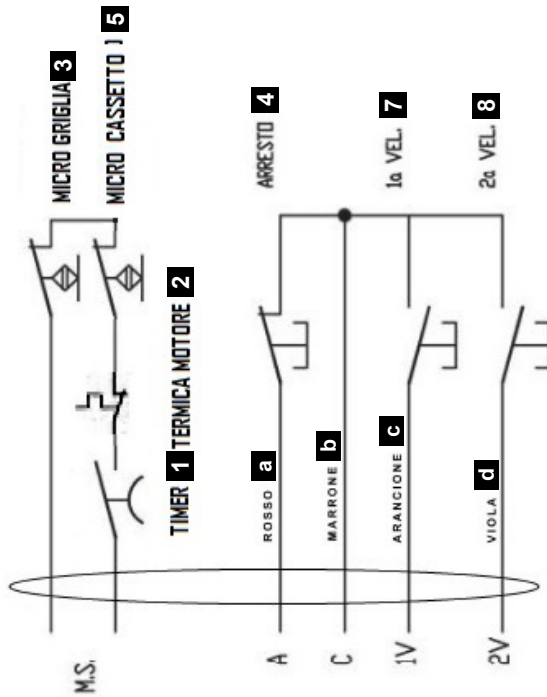 MICRO GRIGLIA 3
MICRO CASSETTO ) 5
TIMER 1 TERMICA MOTORE 2
M.S.
ARRESTO 4
ROSSO a
A
MARRONE b
C
1a VEL. 7
ARANCIONE c
1V
2a VEL. 8
VIOLA d
2V